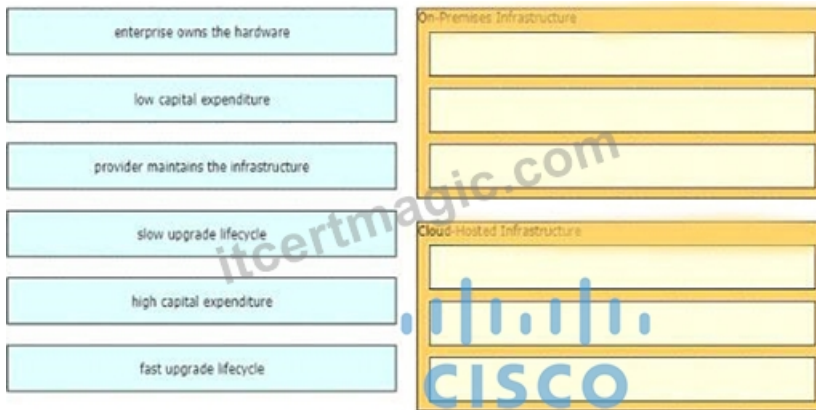 enterprise owns the hardware
low capital expenditure
provider maintains the infrastructure
slow upgrade lifecycle
high capital expenditure
fast upgrade lifecycle
On-Premises Infrastructure
Cloud-Hosted Infrastructure
itcertmagic.com
CISCO